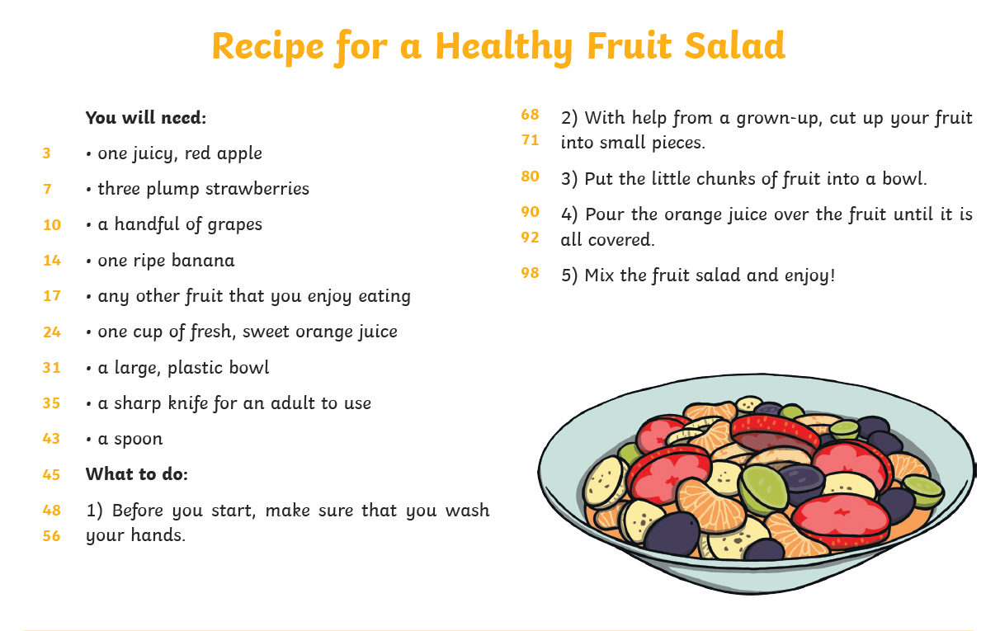 Recipe for a Healthy Fruit Salad
You will need:
3 • one juicy, red apple
7 • three plump strawberries
10 • a handful of grapes
14 • one ripe banana
17 • any other fruit that you enjoy eating
24 • one cup of fresh, sweet orange juice
31 • a large, plastic bowl
35 • a sharp knife for an adult to use
43 • a spoon
45 What to do:
48 1) Before you start, make sure that you wash
56 your hands.
68 2) With help from a grown-up, cut up your fruit
71 into small pieces.
80 3) Put the little chunks of fruit into a bowl.
90 4) Pour the orange juice over the fruit until it is
92 all covered.
98 5) Mix the fruit salad and enjoy!